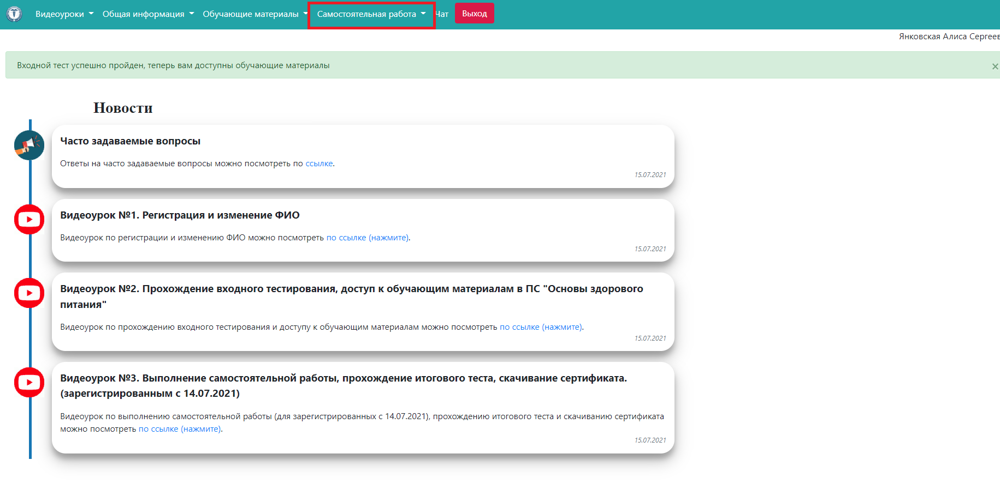 Видеоуроки Общая информация Обучающие материалы Самостоятельная работа Чат Выход
Янковская Алиса Сергеев
Входной тест успешно пройден, теперь вам доступны обучающие материалы ×
Новости
Часто задаваемые вопросы
Ответы на часто задаваемые вопросы можно посмотреть по ссылке.
15.07.2021
Видеоурок №1. Регистрация и изменение ФИО
Видеоурок по регистрации и изменению ФИО можно посмотреть по ссылке (нажмите).
15.07.2021
Видеоурок №2. Прохождение входного тестирования, доступ к обучающим материалам в ПС "Основы здорового
питания"
Видеоурок по прохождению входного тестирования и доступу к обучающим материалам можно посмотреть по ссылке (нажмите).
15.07.2021
Видеоурок №3. Выполнение самостоятельной работы, прохождение итогового теста, скачивание сертификата.
(зарегистрированным с 14.07.2021)
Видеоурок по выполнению самостоятельной работы (для зарегистрированных с 14.07.2021), прохождению итогового теста и скачиванию сертификата
можно посмотреть по ссылке (нажмите).
15.07.2021